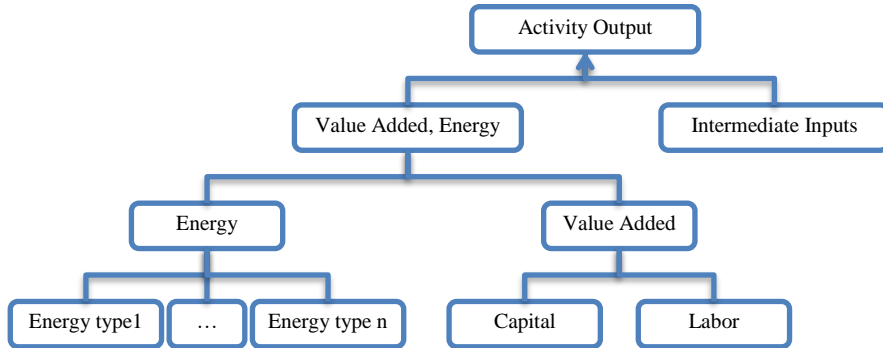 Activity Output
Value Added, Energy
Intermediate Inputs
Energy
Value Added
Energy type1
…
Energy type n
Capital
Labor